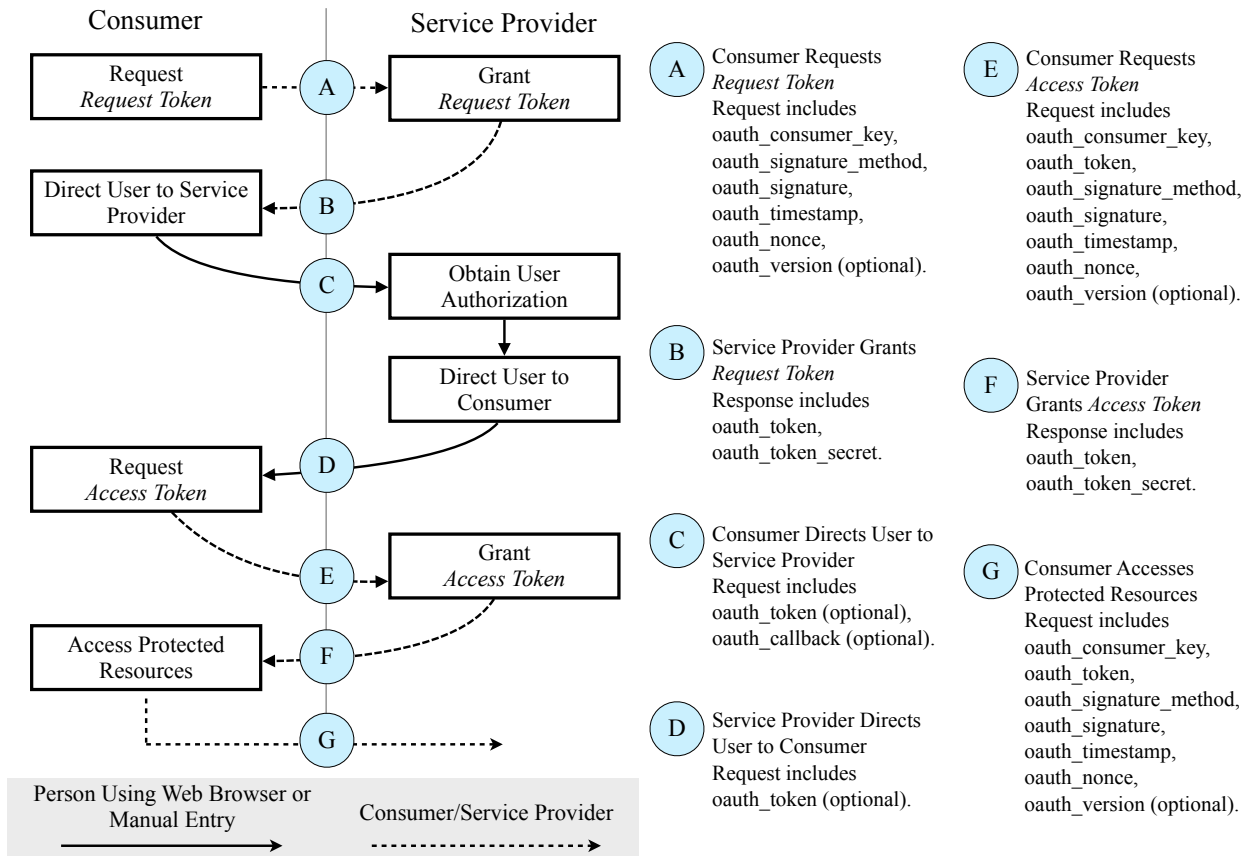 Consumer
Service Provider
Request
Request Token
A
Grant
Request Token
Direct User to Service
Provider
B
C
Obtain User
Authorization
Direct User to
Consumer
D
Request
Access Token
E
Grant
Access Token
Access Protected
Resources
F
G
Person Using Web Browser or
Manual Entry
Consumer/Service Provider
A
Consumer Requests
Request Token
Request includes
oauth_consumer_key,
oauth_signature_method,
oauth_signature,
oauth_timestamp,
oauth_nonce,
oauth_version (optional).
B
Service Provider Grants
Request Token
Response includes
oauth_token,
oauth_token_secret.
C
Consumer Directs User to
Service Provider
Request includes
oauth_token (optional),
oauth_callback (optional).
D
Service Provider Directs
User to Consumer
Request includes
oauth_token (optional).
E
Consumer Requests
Access Token
Request includes
oauth_consumer_key,
oauth_token,
oauth_signature_method,
oauth_signature,
oauth_timestamp,
oauth_nonce,
oauth_version (optional).
F
Service Provider
Grants Access Token
Response includes
oauth_token,
oauth_token_secret.
G
Consumer Accesses
Protected Resources
Request includes
oauth_consumer_key,
oauth_token,
oauth_signature_method,
oauth_signature,
oauth_timestamp,
oauth_nonce,
oauth_version (optional).